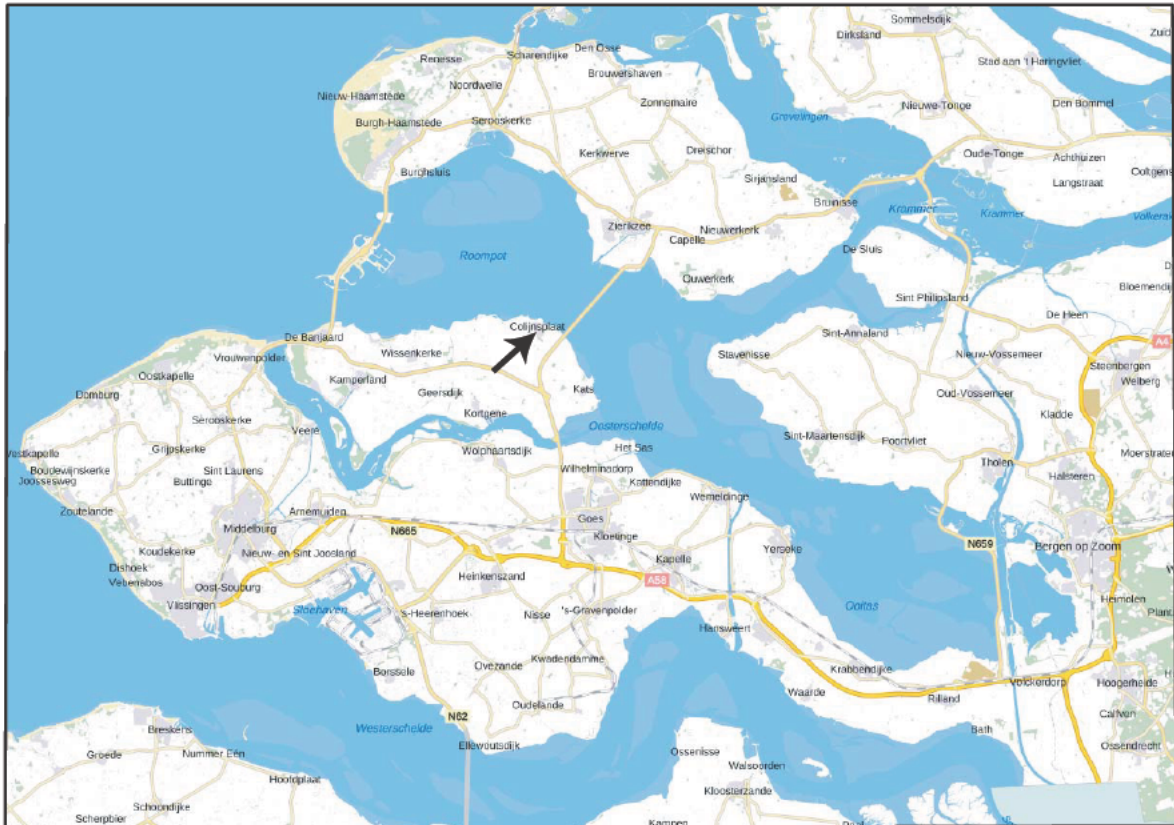 Sommelsdijk
Dirksland
Zuid
Den Osse
Scharendijke
Renesse
Stad aan 't Haringvliet
Brouwershaven
Noordwelle
Nieuw-Haamstede
Zonnemaire
Nieuwe-Tonge
Den Bommel
Burgh-Haamstede
Serooskerke
Grevelingen
Kerkwerve
Dreischor
Oude-Tonge
Achthuizen
Burghsluis
Sirjansland
Langstraat
Ooltgens
Bruinisse
Krammer
Krammer
Volkerak
Zierikzee
Nieuwerkerk
Capelle
De Sluis
Roompot
Ouwerkerk
Bloemendij
Sint Philipsland
De Heen
Colijnsplaat
Sint-Annaland
De Banjaard
A4
Wissenkerke
Stavenisse
Nieuw-Vossemeer
Vrouwenpolder
Steenbergen
Oostkapelle
Kamperland
Welberg
Geersdijk
Kats
Oud-Vossemeer
Domburg
Kortgene
Kladde
Serooskerke
Oosterschelde
Veere
Sint-Maartensdijk
Poortvliet
Grijpskerke
Het Sas
Westkapelle
Wolphaartsdijk
Moerstraten
Tholen
Boudewijnskerke
Sint Laurens
Wilhelminadorp
Joossesweg
Buttinge
Kattendijke
Halsteren
Wemeldinge
Zoutelande
Arnemuiden
Goes
Middelburg
N665
Kloetinge
N659
Bergen op Zoom
Koudekerke
Nieuw- en Sint Joosland
Yerseke
Kapelle
Dishoek
Heinkenszand
A58
Oost-Souburg
Heimolen
Vlissingen
Sloehaven
's-Heerenhoek
Nisse
's-Gravenpolder
Plant
Hansweert
Kwadendamme
Ovezande
Borssele
Krabbendijke
Völckerdorp
Hoogerheide
Waarde
Rilland
Oudelande
Calfven
N62
Westerschelde
Bath
Breskens
Ellewoutsdijk
Ossendrecht
Ossenisse
Groede
Nummer Eén
Walsoorden
Hoofdplaat
Kloosterzande
Schoondijke
Scherpbier
Kampen